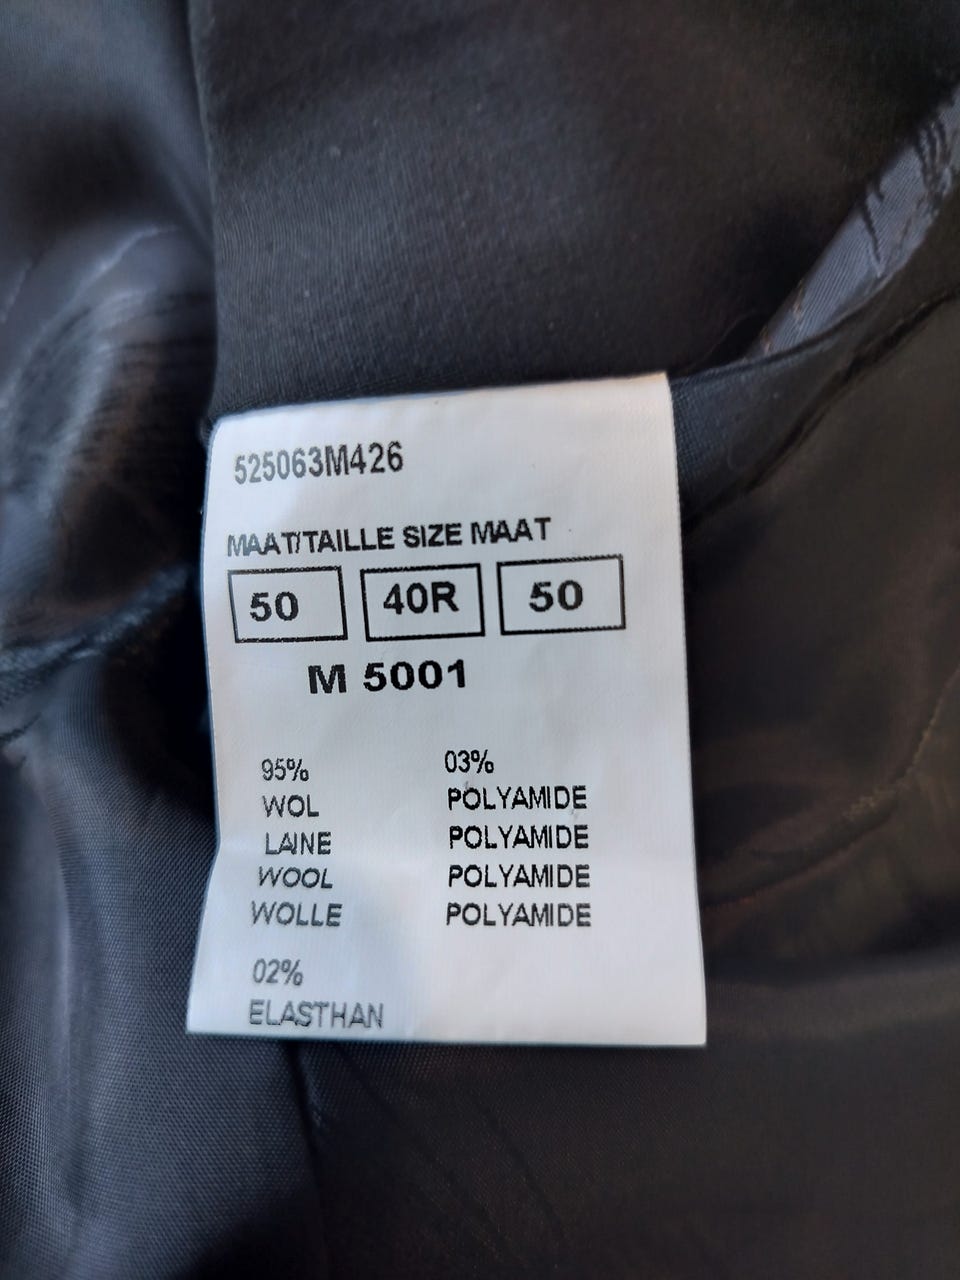 525063M426
MAAT/TAILLE SIZE MAAT
50 40R 50
M 5001
95% 03%
WOL POLYAMIDE
LAINE POLYAMIDE
WOOL POLYAMIDE
WOLLE POLYAMIDE
02%
ELASTHAN